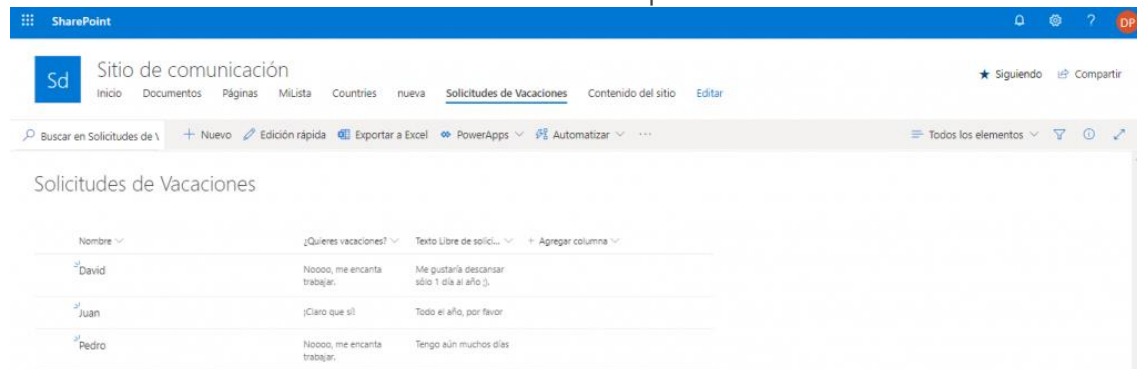 SharePoint
DP
Sd
Sitio de comunicación
Siguiendo Compartir
Inicio Documentos Páginas MiLista Countries nueva Solicitudes de Vacaciones Contenido del sitio Editar
Buscar en Solicitudes de V + Nuevo Edición rápida Exportar a Excel PowerApps Automatizar ... Todos los elementos
Solicitudes de Vacaciones
Nombre ¿Quieres vacaciones? Texto Libre de solici... + Agregar columna
David Noooo, me encanta Me gustaría descansar
trabajar. sólo 1 día al año ;).
Juan ¡Claro que sí! Todo el año, por favor
Pedro Noooo, me encanta Tengo aún muchos días
trabajar.